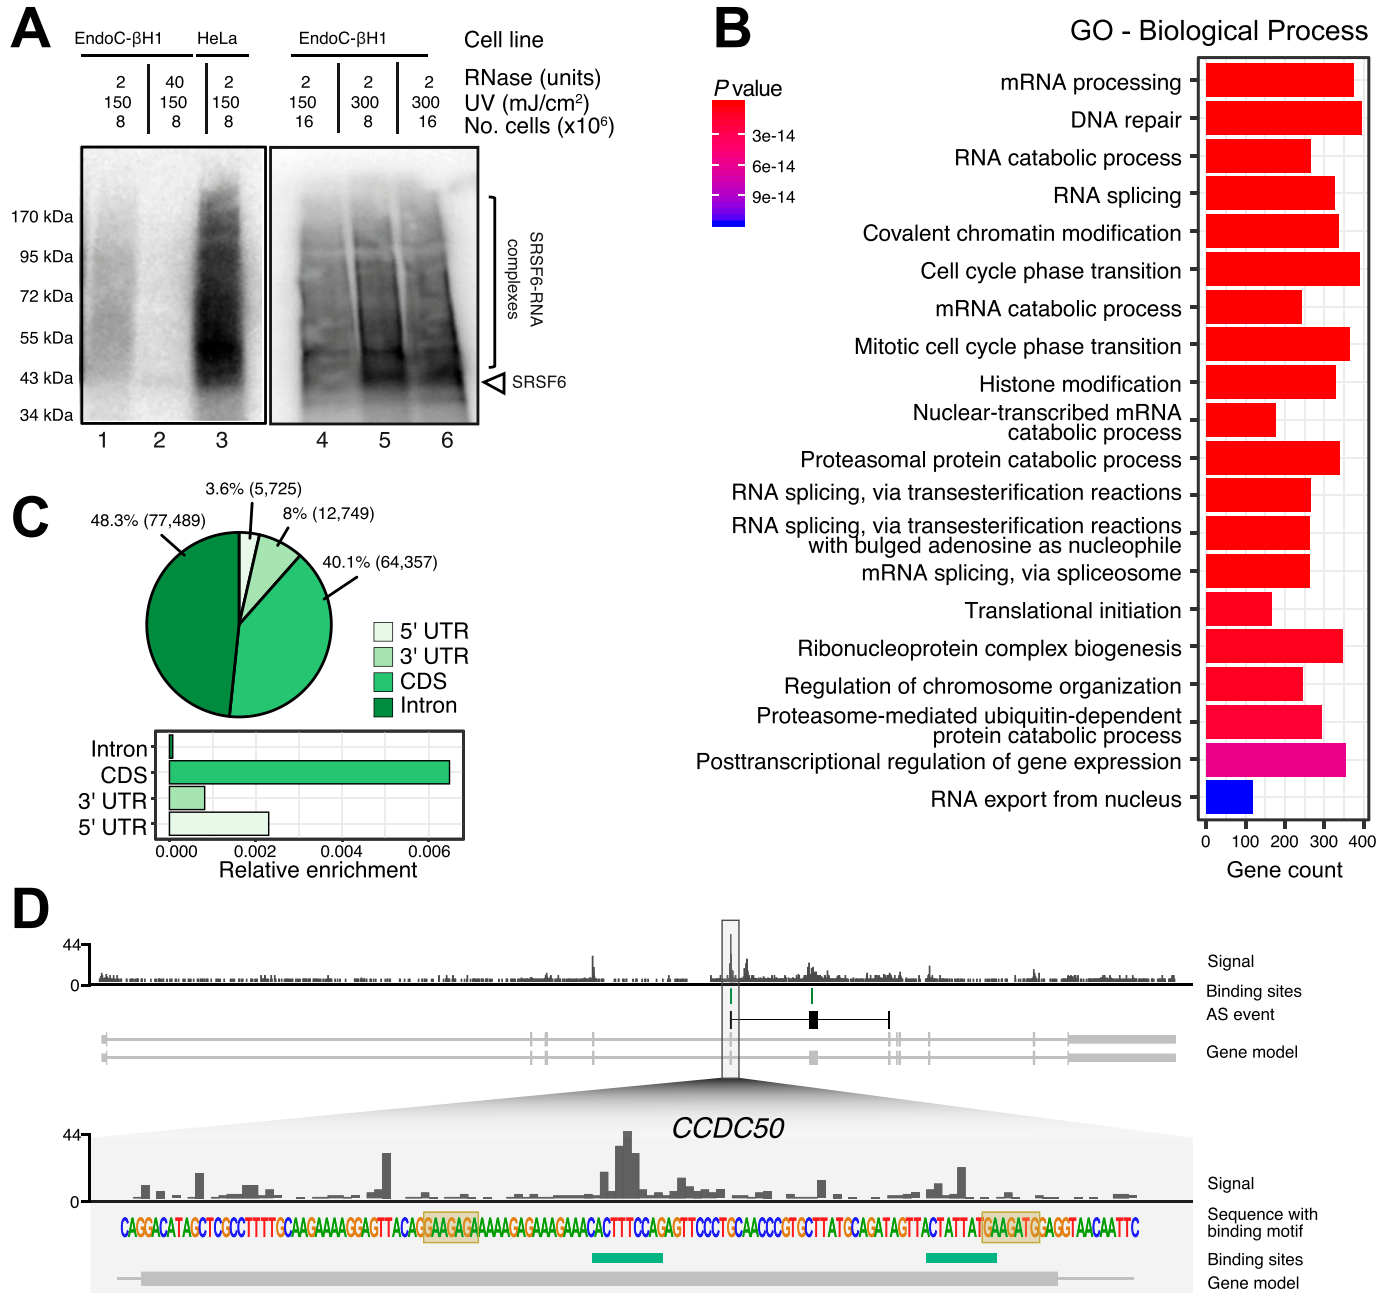 A
EndoC-βH1 HeLa EndoC-βH1 Cell line
2 40 2 2 2 2 RNase (units)
150 150 150 150 300 300 UV (mJ/cm²)
8 8 8 16 8 16 No. cells (x10⁶)
170 kDa
95 kDa
72 kDa
55 kDa
43 kDa
34 kDa
SRSF6-RNA
complexes
SRSF6
1 2 3 4 5 6
B
GO - Biological Process
P value
3e-14
6e-14
9e-14
mRNA processing
DNA repair
RNA catabolic process
RNA splicing
Covalent chromatin modification
Cell cycle phase transition
mRNA catabolic process
Mitotic cell cycle phase transition
Histone modification
Nuclear-transcribed mRNA
catabolic process
Proteasomal protein catabolic process
RNA splicing, via transesterification reactions
RNA splicing, via transesterification reactions
with bulged adenosine as nucleophile
mRNA splicing, via spliceosome
Translational initiation
Ribonucleoprotein complex biogenesis
Regulation of chromosome organization
Proteasome-mediated ubiquitin-dependent
protein catabolic process
Posttranscriptional regulation of gene expression
RNA export from nucleus
0 100 200 300 400
Gene count
C
3.6% (5,725)
8% (12,749)
48.3% (77,489)
40.1% (64,357)
5' UTR
3' UTR
CDS
Intron
Intron
CDS
3' UTR
5' UTR
0.000 0.002 0.004 0.006
Relative enrichment
D
44
0
Signal
Binding sites
AS event
Gene model
CCDC50
44
0
Signal
Sequence with
binding motif
CAGGACATAGCTCGCCTTTTGCAAGAAAAGGAGTTACAGGAAGAGAAAAAGAGAAAGAAACACTTTCCAGAGTTCCCTGCAACCCGTGCTTATGCAGATAGTTACTATTATGAAGATGGAGGTAACAATTC
Binding sites
Gene model